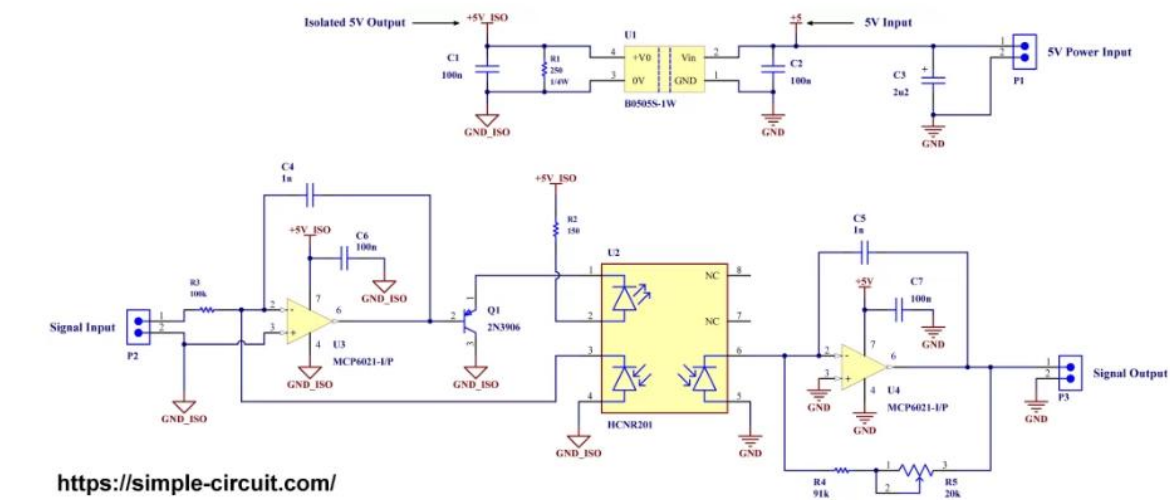 Isolated 5V Output
+5V_ISO
+5
5V Input
U1
C1
100n
R1
250
1/4W
4
+V0
Vin
2
3
0V
GND
1
B0505S-1W
C2
100n
C3
2u2
+
1
2
P1
5V Power Input
GND_ISO
GND
GND
C4
1n
+5V_ISO
R2
150
C5
1n
+5V_ISO
C6
100n
GND_ISO
U2
1
2
3
4
NC
8
NC
7
6
5
HCNR201
+5V
C7
100n
GND
Signal Input
1
2
P2
R3
100k
2
-
3
+
7
6
4
U3
MCP6021-I/P
GND_ISO
2
1
3
Q1
2N3906
GND_ISO
GND_ISO
GND_ISO
GND
2
-
3
+
7
6
4
U4
MCP6021-I/P
GND
GND
1
2
P3
Signal Output
GND
R4
91k
1
2
3
R5
20k
https://simple-circuit.com/